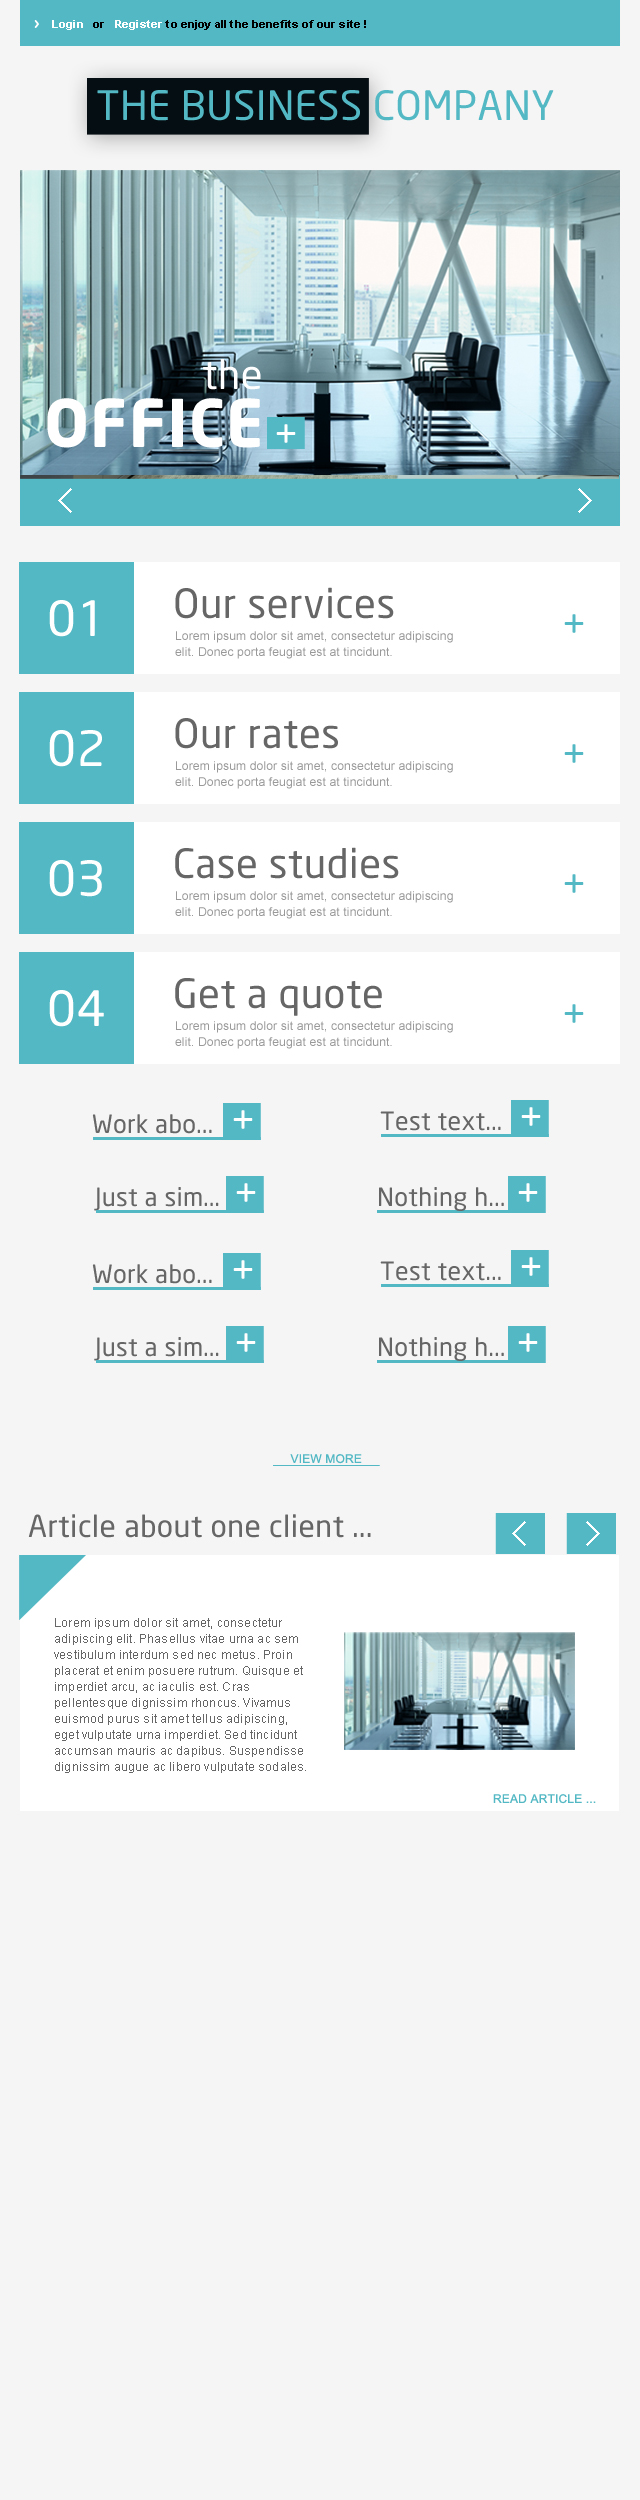 › Login or Register to enjoy all the benefits of our site !
THE BUSINESS COMPANY
the
OFFICE +
01
Our services
Lorem ipsum dolor sit amet, consectetur adipiscing
elit. Donec porta feugiat est at tincidunt.
+
02
Our rates
Lorem ipsum dolor sit amet, consectetur adipiscing
elit. Donec porta feugiat est at tincidunt.
+
03
Case studies
Lorem ipsum dolor sit amet, consectetur adipiscing
elit. Donec porta feugiat est at tincidunt.
+
04
Get a quote
Lorem ipsum dolor sit amet, consectetur adipiscing
elit. Donec porta feugiat est at tincidunt.
+
Work abo... +
Test text... +
Just a sim... +
Nothing h... +
Work abo... +
Test text... +
Just a sim... +
Nothing h... +
VIEW MORE
Article about one client ...
Lorem ipsum dolor sit amet, consectetur
adipiscing elit. Phasellus vitae urna ac sem
vestibulum interdum sed nec metus. Proin
placerat et enim posuere rutrum. Quisque et
imperdiet arcu, ac iaculis est. Cras
pellentesque dignissim rhoncus. Vivamus
euismod purus sit amet tellus adipiscing,
eget vulputate urna imperdiet. Sed tincidunt
accumsan mauris ac dapibus. Suspendisse
dignissim augue ac libero vulputate sodales.
READ ARTICLE ...